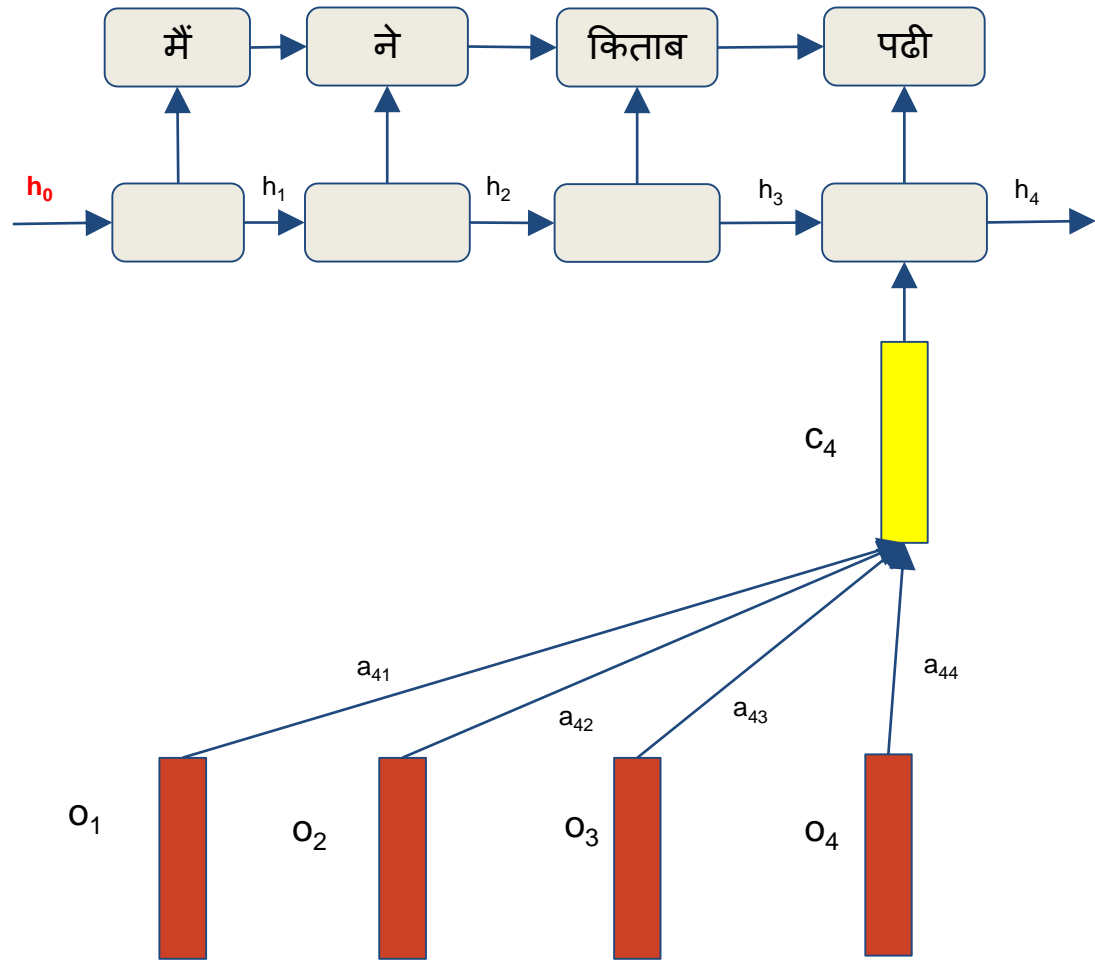 मैं ने किताब पढी
h₀ h₁ h₂ h₃ h₄
c₄
a₄₁ a₄₂ a₄₃ a₄₄
o₁ o₂ o₃ o₄